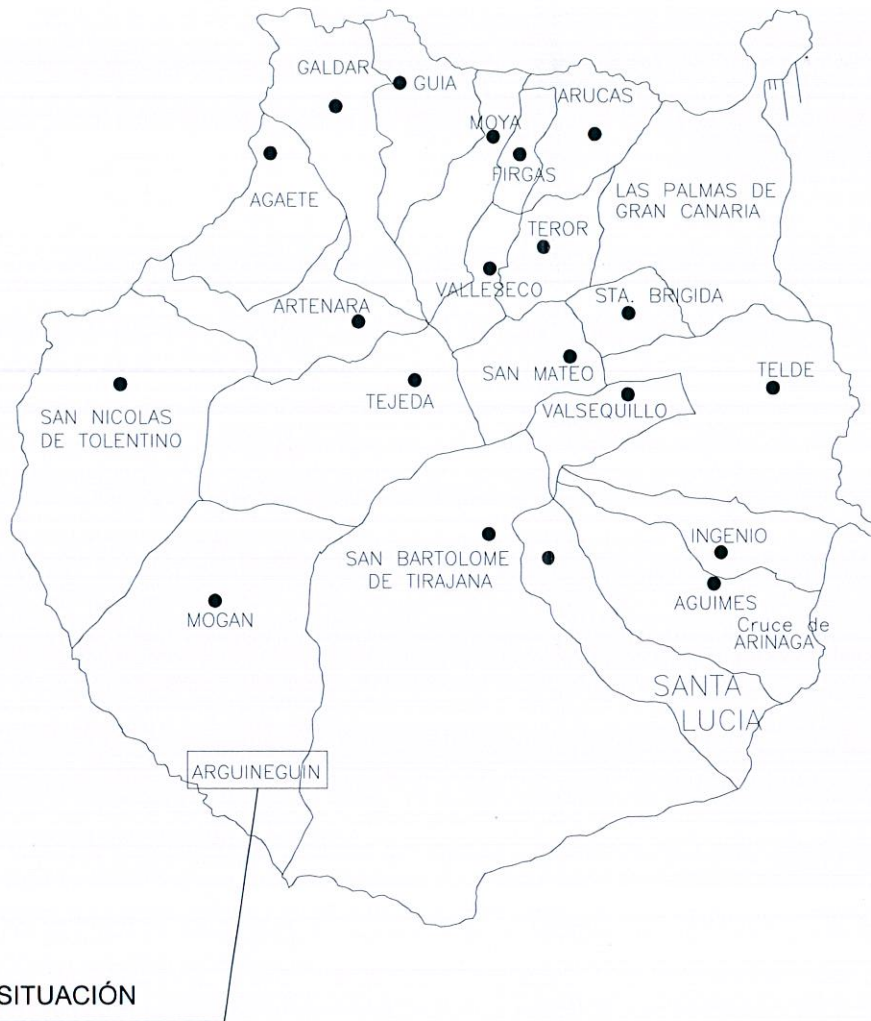 GALDAR
GUIA
ARUCAS
MOYA
FIRGAS
AGAETE
LAS PALMAS DE
GRAN CANARIA
TEROR
VALLESECO
STA. BRIGIDA
ARTENARA
SAN MATEO
TELDE
TEJEDA
VALSEQUILLO
SAN NICOLAS
DE TOLENTINO
SAN BARTOLOME
DE TIRAJANA
INGENIO
AGUIMES
MOGAN
Cruce de
ARINAGA
SANTA
LUCIA
ARGUINEGUIN
SITUACIÓN